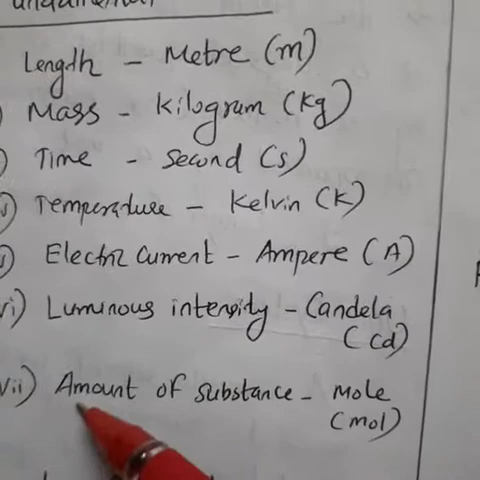 Length - Metre (m)
Mass - Kilogram (Kg)
) Time - Second (s)
Temperature - Kelvin (K)
Electric Current - Ampere (A)
vi) Luminous intensity - Candela
(Cd)
vii) Amount of substance - Mole
(mol)